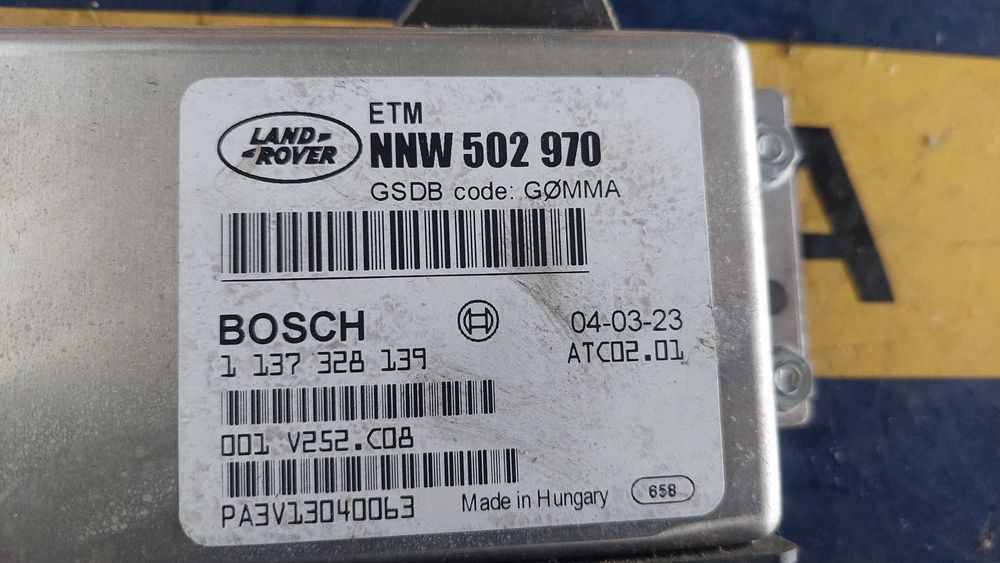 ETM
LAND-
-ROVER
NNW 502 970
GSDB code: GØMMA
BOSCH
04-03-23
1 137 328 139
ATC02.01
001 V252.C08
PA3V13040063
Made in Hungary
658
A